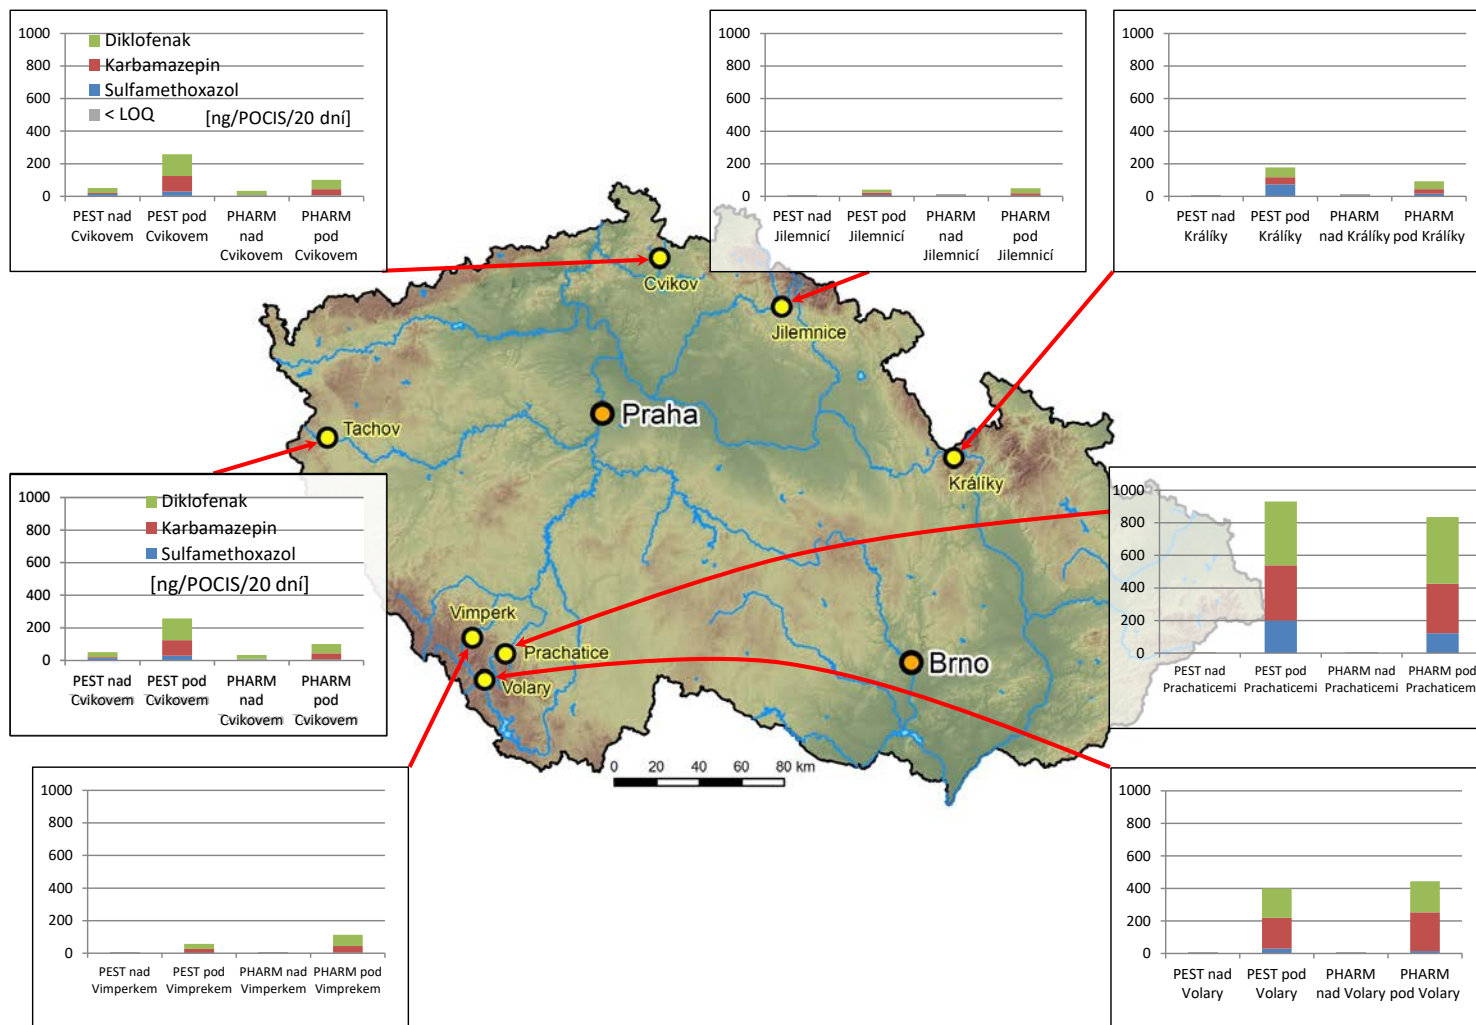 1000
800
600
400
200
0
Diklofenak
Karbamazepin
Sulfamethoxazol
< LOQ
[ng/POCIS/20 dní]
PEST nad
Cvikovem
PEST pod
Cvikovem
PHARM
nad
Cvikovem
PHARM
pod
Cvikovem
1000
800
600
400
200
0
PEST nad
Jilemnicí
PEST pod
Jilemnicí
PHARM
nad
Jilemnicí
PHARM
pod
Jilemnicí
1000
800
600
400
200
0
PEST nad
Králíky
PEST pod
Králíky
PHARM
nad Králíky
PHARM
pod Králíky
Cvikov
Jilemnice
Praha
Tachov
Králíky
Vimperk
Prachatice
Volary
Brno
0 20 40 60 80 km
1000
800
600
400
200
0
Diklofenak
Karbamazepin
Sulfamethoxazol
[ng/POCIS/20 dní]
PEST nad
Cvikovem
PEST pod
Cvikovem
PHARM
nad
Cvikovem
PHARM
pod
Cvikovem
1000
800
600
400
200
0
PEST nad
Prachaticemi
PEST pod
Prachaticemi
PHARM nad
Prachaticemi
PHARM pod
Prachaticemi
1000
800
600
400
200
0
PEST nad
Vimperkem
PEST pod
Vimprekem
PHARM nad
Vimperkem
PHARM pod
Vimprekem
1000
800
600
400
200
0
PEST nad
Volary
PEST pod
Volary
PHARM
nad Volary
PHARM
pod Volary